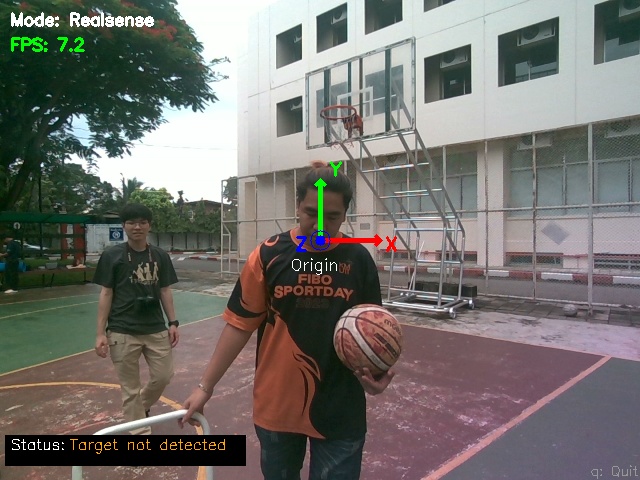 Mode: Realsense
FPS: 7.2
Y
Z
X
Origin
FIBO
SPORTDAY
Status: Target not detected
q: Quit